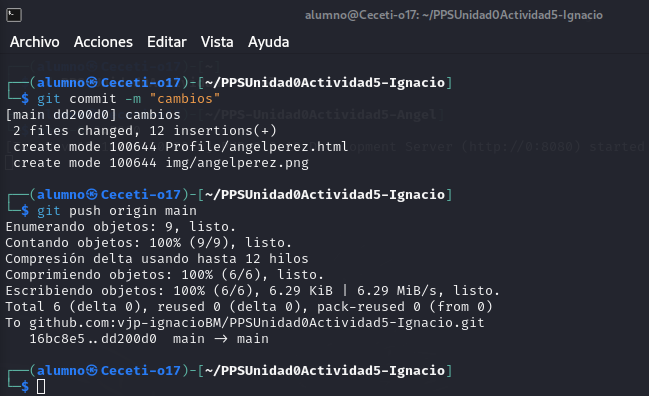 alumno@Ceceti-o17: ~/PPSUnidad0Actividad5-Ignacio
Archivo Acciones Editar Vista Ayuda
┌──(alumno㉿Ceceti-o17)-[~/PPSUnidad0Actividad5-Ignacio]
└─$ git commit -m "cambios"
[main dd200d0] cambios
 2 files changed, 12 insertions(+)
 create mode 100644 Profile/angelperez.html
 create mode 100644 img/angelperez.png
┌──(alumno㉿Ceceti-o17)-[~/PPSUnidad0Actividad5-Ignacio]
└─$ git push origin main
Enumerando objetos: 9, listo.
Contando objetos: 100% (9/9), listo.
Compresión delta usando hasta 12 hilos
Comprimiendo objetos: 100% (6/6), listo.
Escribiendo objetos: 100% (6/6), 6.29 KiB | 6.29 MiB/s, listo.
Total 6 (delta 0), reused 0 (delta 0), pack-reused 0 (from 0)
To github.com:vjp-ignacioBM/PPSUnidad0Actividad5-Ignacio.git
   16bc8e5..dd200d0  main -> main
┌──(alumno㉿Ceceti-o17)-[~/PPSUnidad0Actividad5-Ignacio]
└─$